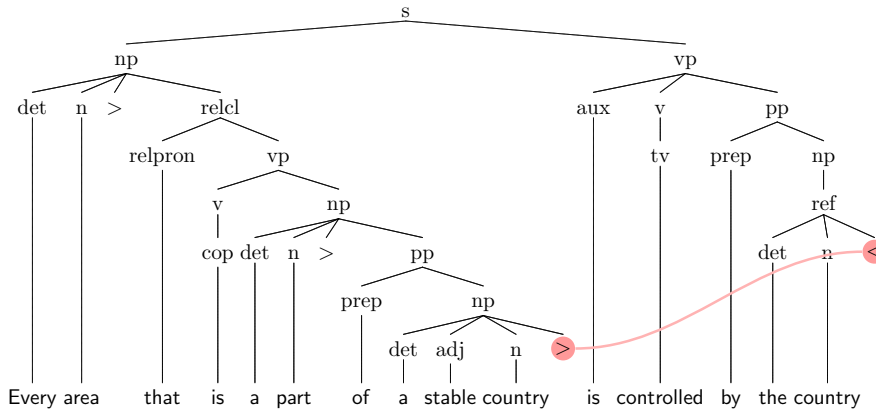 s
np vp
det n > relcl aux v pp
relpron vp tv prep np
v np ref
cop det n > pp det n <
prep np
det adj n >
Every area that is a part of a stable country is controlled by the country